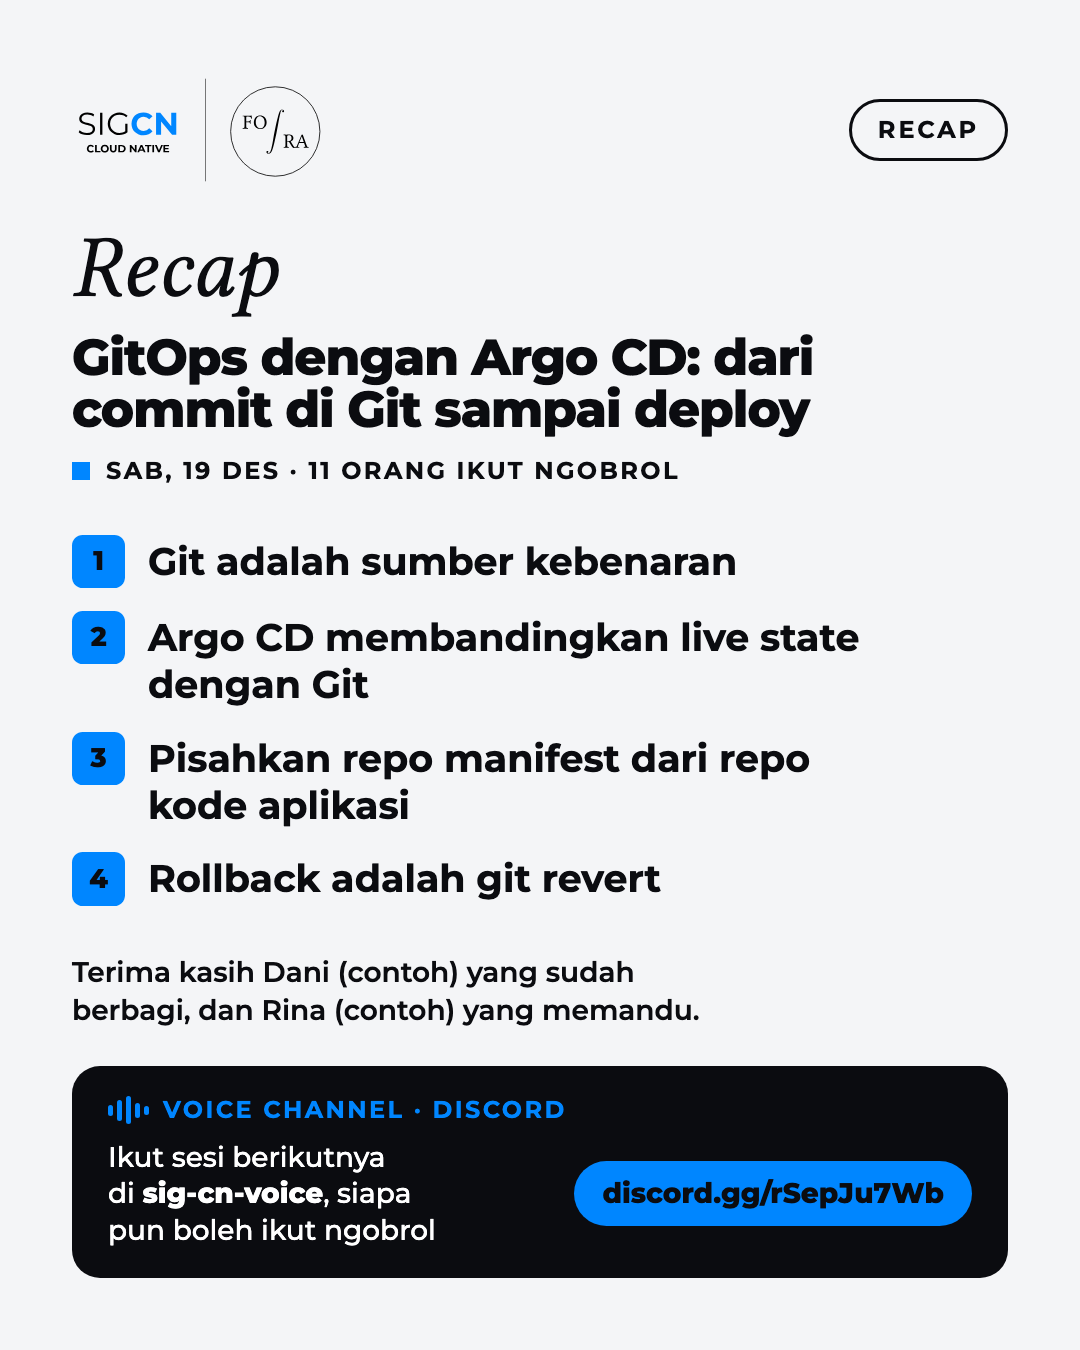 SIGCN
CLOUD NATIVE
FO
RA
RECAP
Recap
GitOps dengan Argo CD: dari
commit di Git sampai deploy
SAB, 19 DES · 11 ORANG IKUT NGOBROL
1 Git adalah sumber kebenaran
2 Argo CD membandingkan live state
dengan Git
3 Pisahkan repo manifest dari repo
kode aplikasi
4 Rollback adalah git revert
Terima kasih Dani (contoh) yang sudah
berbagi, dan Rina (contoh) yang memandu.
VOICE CHANNEL · DISCORD
Ikut sesi berikutnya
di sig-cn-voice, siapa
pun boleh ikut ngobrol
discord.gg/rSepJu7Wb